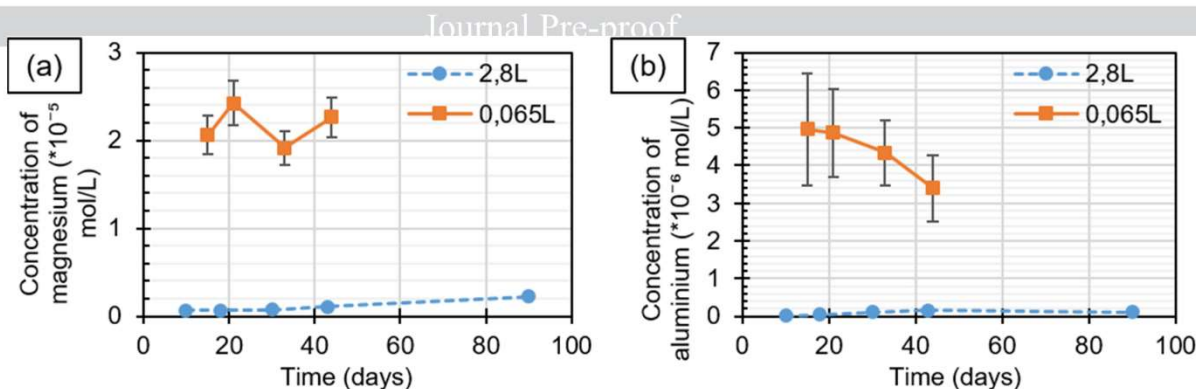 Journal Pre-proof
(a)
3
2
1
0
0 20 40 60 80 100
Concentration of
magnesium (*10⁻⁵
mol/L)
Time (days)
2,8L
0,065L
(b)
7
6
5
4
3
2
1
0
0 20 40 60 80 100
Concentration of
aluminium (*10⁻⁶ mol/L)
Time (days)
2,8L
0,065L